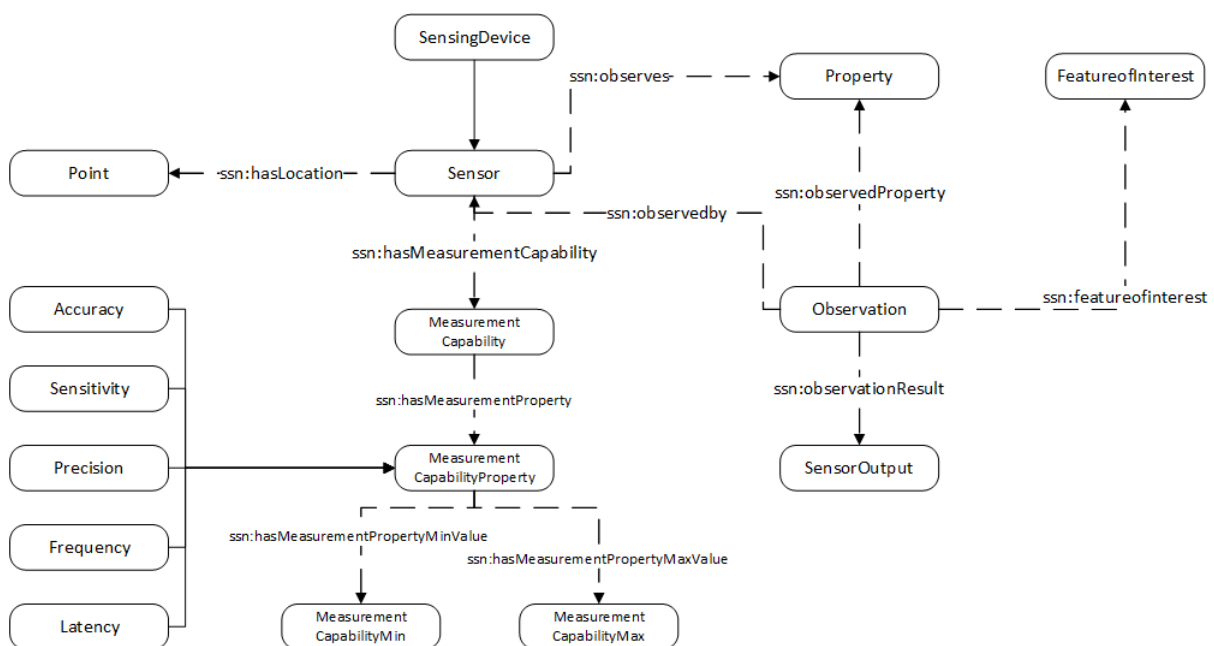 SensingDevice
ssn:observes
Property
FeatureofInterest
Point
ssn:hasLocation
Sensor
ssn:observedProperty
ssn:observedby
ssn:hasMeasurementCapability
Accuracy
Measurement
Capability
Observation
ssn:featureofinterest
Sensitivity
ssn:hasMeasurementProperty
ssn:observationResult
Precision
Measurement
CapabilityProperty
SensorOutput
Frequency
ssn:hasMeasurementPropertyMinValue
ssn:hasMeasurementPropertyMaxValue
Latency
Measurement
CapabilityMin
Measurement
CapabilityMax